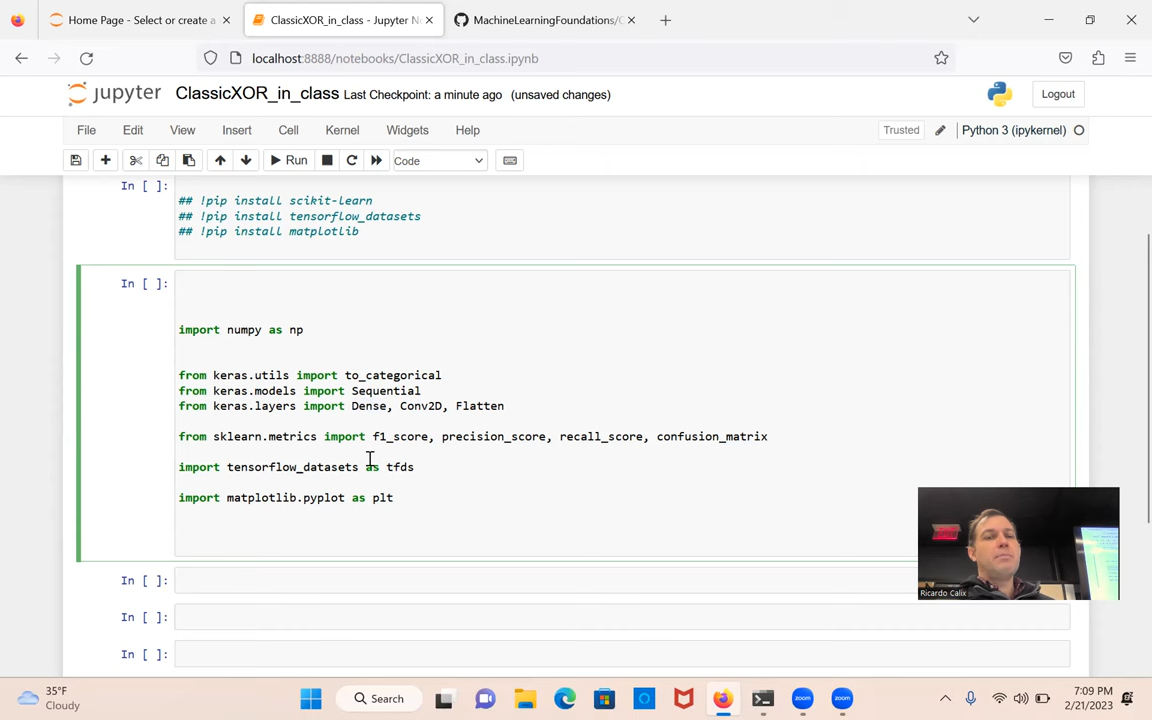 Home Page - Select or create a
ClassicXOR_in_class - Jupyter N
MachineLearningFoundations/C
localhost:8888/notebooks/ClassicXOR_in_class.ipynb
jupyter ClassicXOR_in_class Last Checkpoint: a minute ago (unsaved changes) Logout
File Edit View Insert Cell Kernel Widgets Help Trusted Python 3 (ipykernel)
Run Code
In [ ]:
## !pip install scikit-learn
## !pip install tensorflow_datasets
## !pip install matplotlib
In [ ]:
import numpy as np
from keras.utils import to_categorical
from keras.models import Sequential
from keras.layers import Dense, Conv2D, Flatten
from sklearn.metrics import f1_score, precision_score, recall_score, confusion_matrix
import tensorflow_datasets as tfds
import matplotlib.pyplot as plt
In [ ]:
In [ ]:
In [ ]:
Ricardo Calix
35°F
Cloudy
Search
zoom
zoom
7:09 PM
2/21/2023